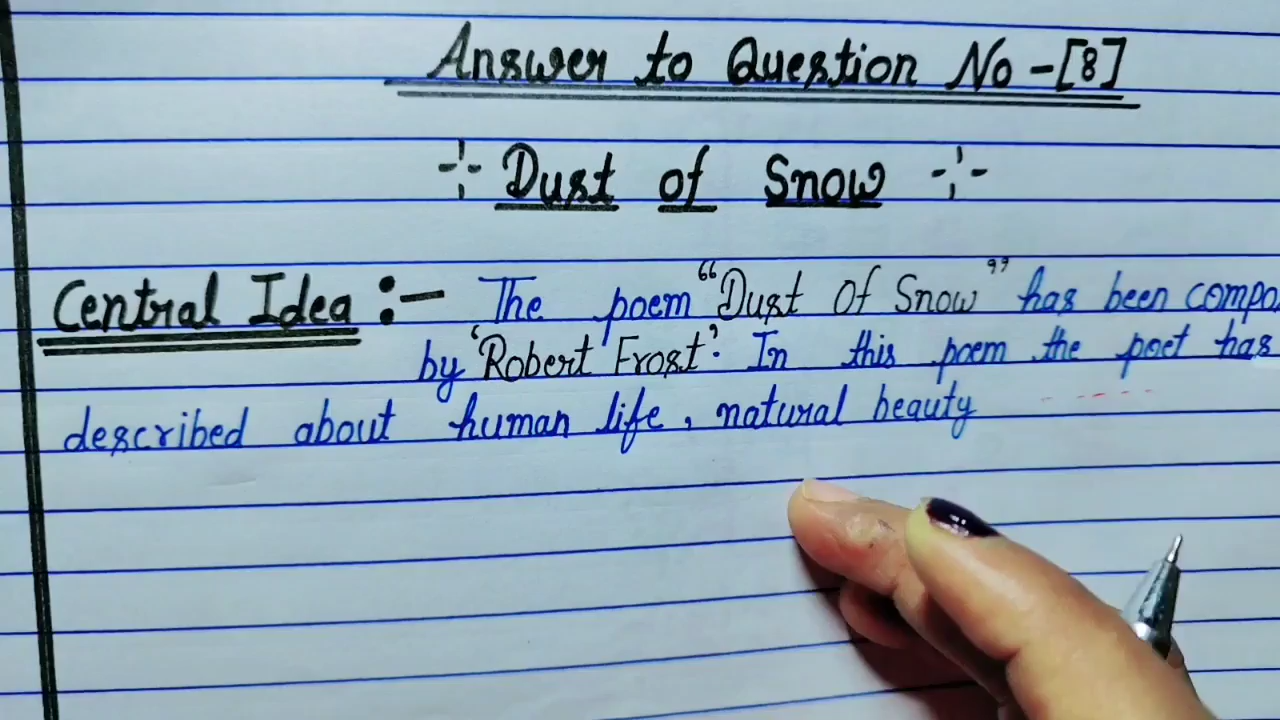 Answer to Question No -[8]
Dust of Snow
Central Idea :- The poem "Dust Of Snow" has been compo
by 'Robert Frost'. In this poem the poet has
described about human life, natural beauty